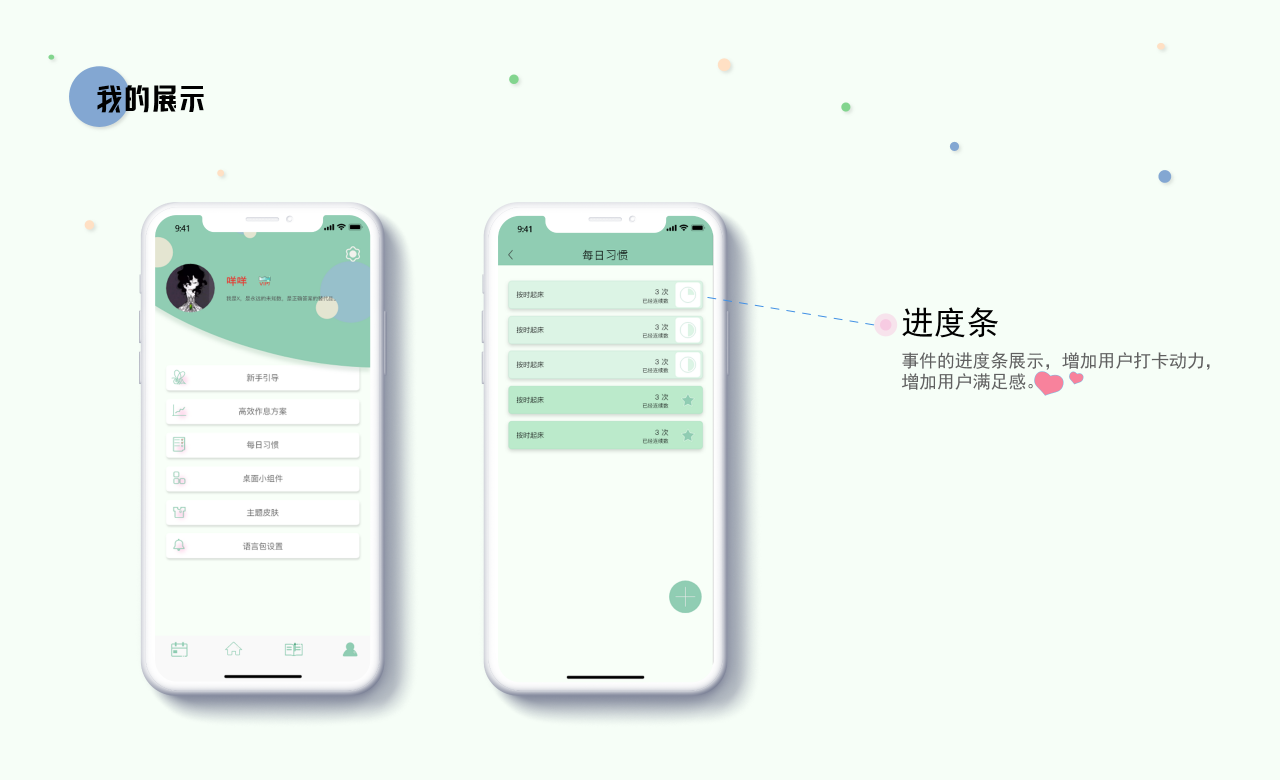 我的展示
9:41
咩咩
VIP
新手引导
高效作息方案
每日习惯
桌面小组件
主题皮肤
语言包设置
9:41
每日习惯
按时起床
3 次
已经连续数
按时起床
3 次
已经连续数
按时起床
3 次
已经连续数
按时起床
3 次
已经连续数
按时起床
3 次
已经连续数
进度条
事件的进度条展示，增加用户打卡动力，
增加用户满足感。